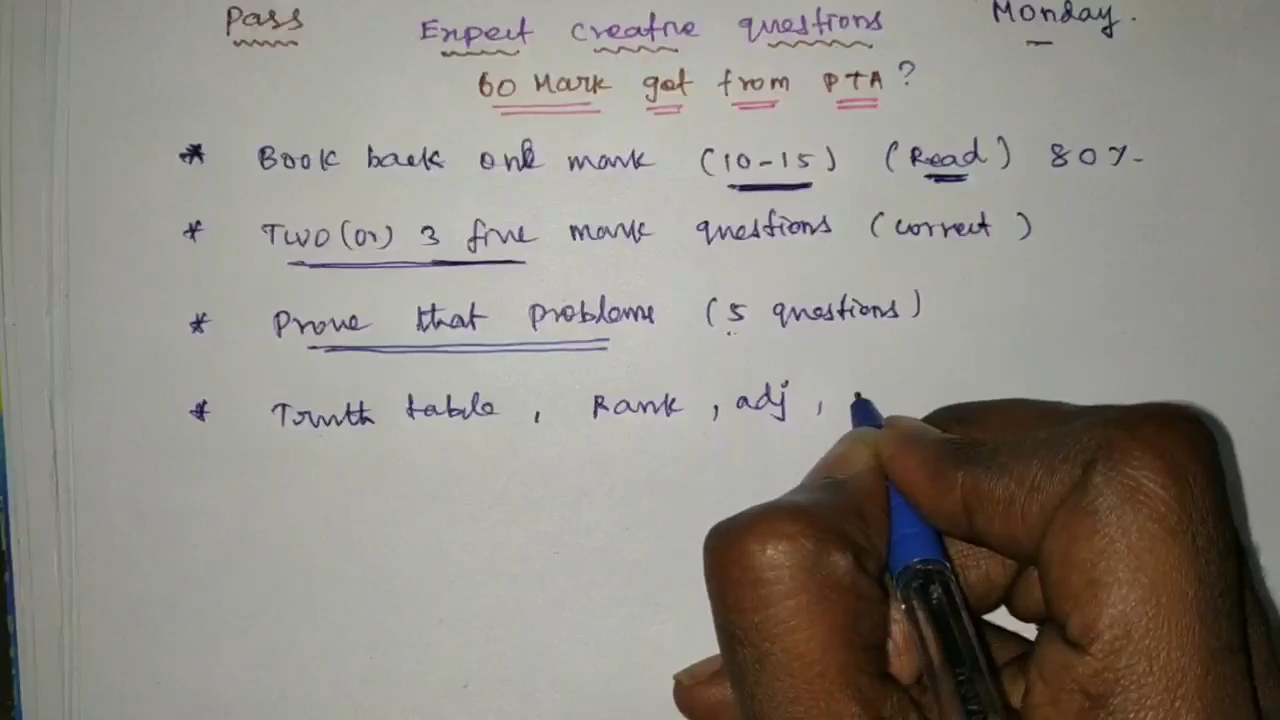 Pass Expect creative questions Monday.
60 Mark get from PTA?
* Book back one mark (10-15) (Read) 80%
* Two (or) 3 five mark questions (correct)
* Prove that problems (5 questions)
* Truth table, Rank, adj,